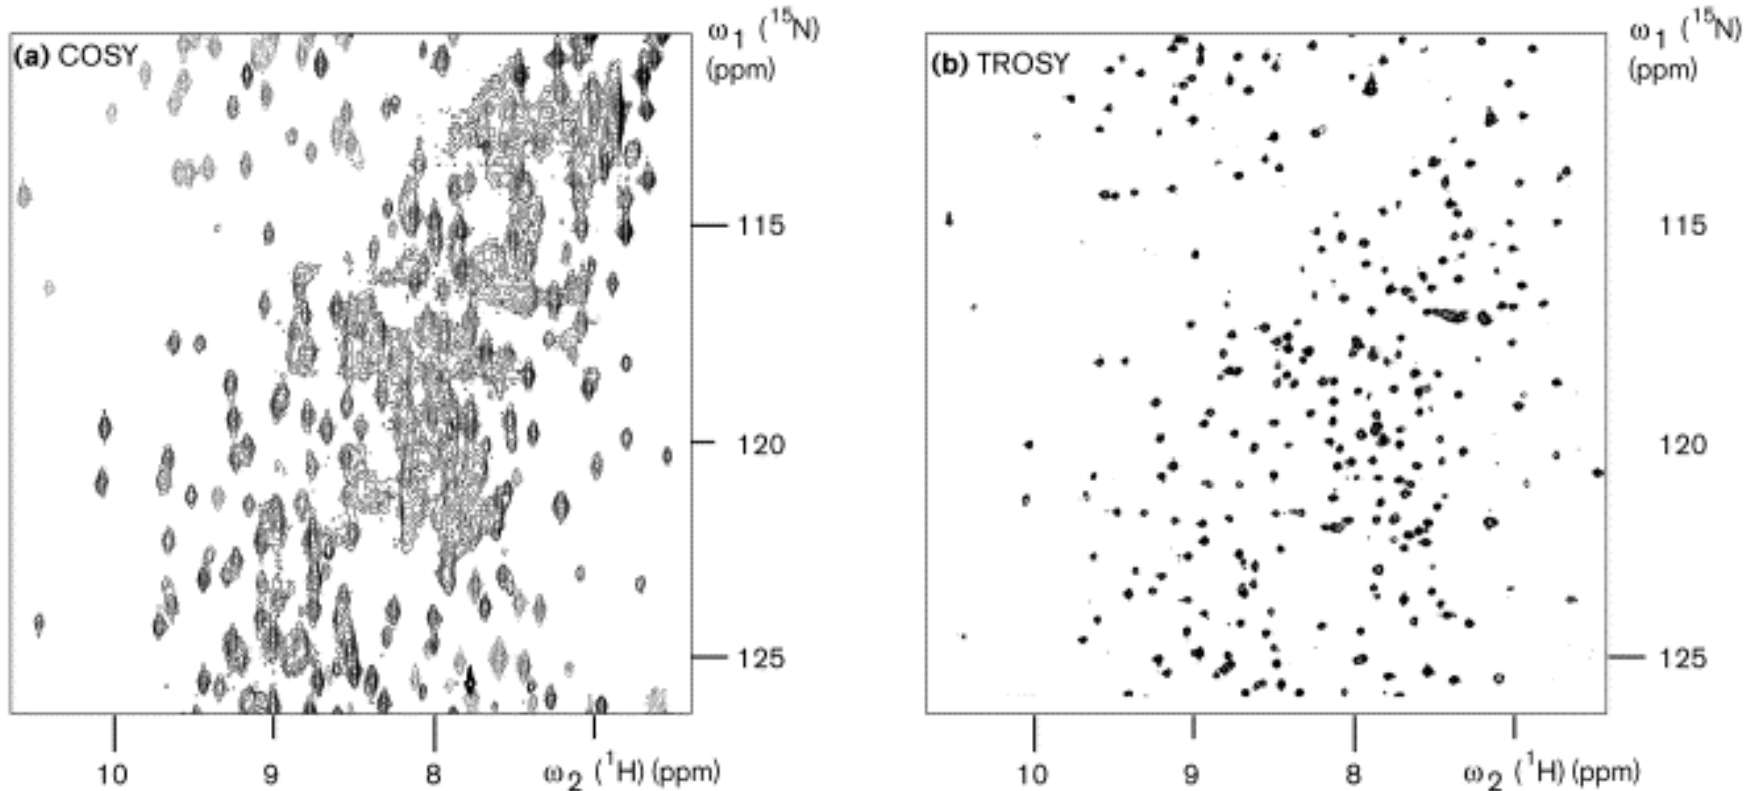 (a) COSY
ω1 (15N)
(ppm)
115
120
125
10 9 8 ω2 (1H) (ppm)
(b) TROSY
ω1 (15N)
(ppm)
115
120
125
10 9 8 ω2 (1H) (ppm)